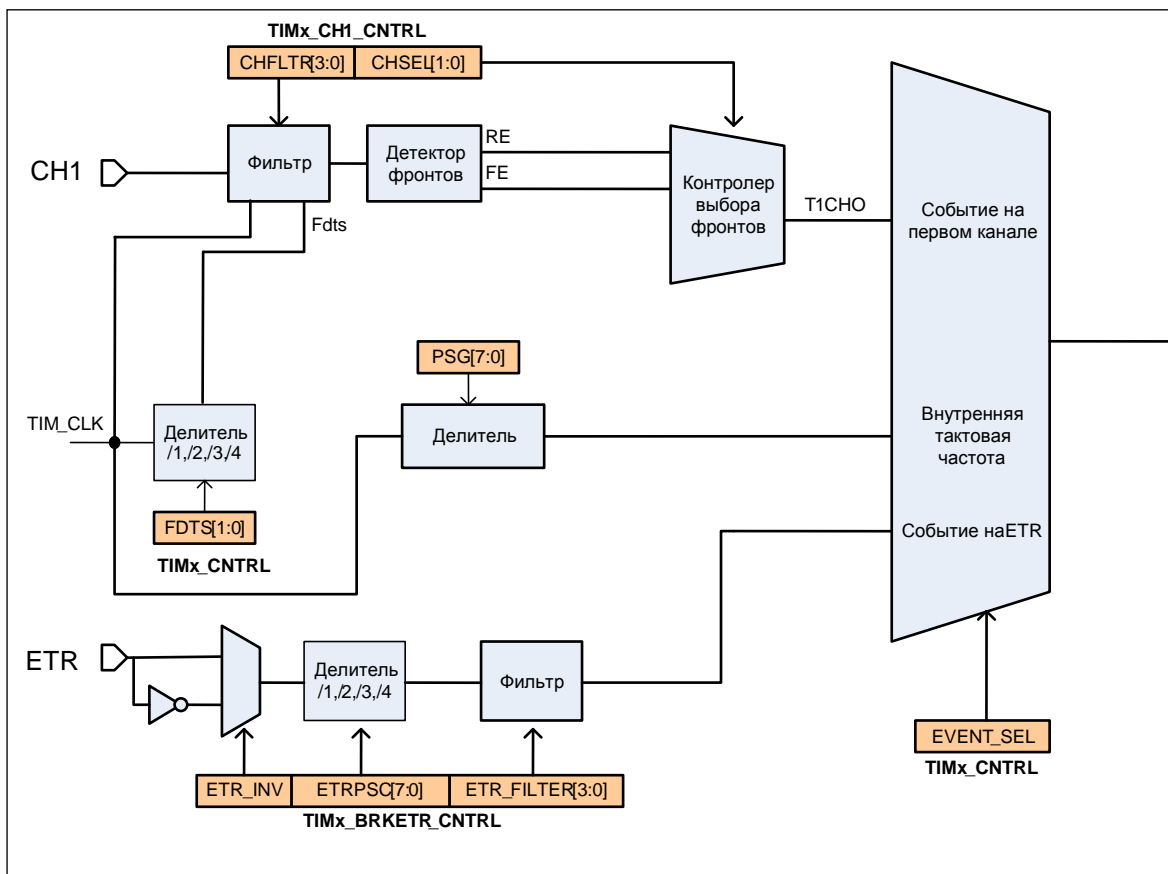 TIMx_CH1_CNTRL
CHFLTR[3:0] CHSEL[1:0]
CH1
Фильтр
Детектор
фронтов
RE
FE
Контролер
выбора
фронтов
T1CHO
Событие на
первом канале
Fdts
PSG[7:0]
TIM_CLK
Делитель
/1,/2,/3,/4
Делитель
Внутренняя
тактовая
частота
FDTS[1:0]
TIMx_CNTRL
Событие наETR
ETR
Делитель
/1,/2,/3,/4
Фильтр
EVENT_SEL
TIMx_CNTRL
ETR_INV ETRPSC[7:0] ETR_FILTER[3:0]
TIMx_BRKETR_CNTRL